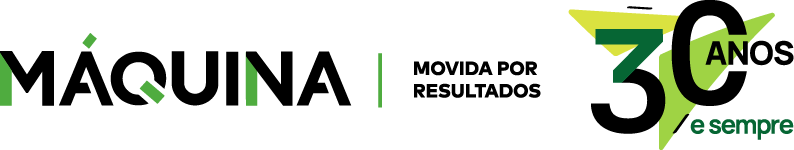 MÁQUINA
MOVIDA POR
RESULTADOS
30 ANOS
e sempre